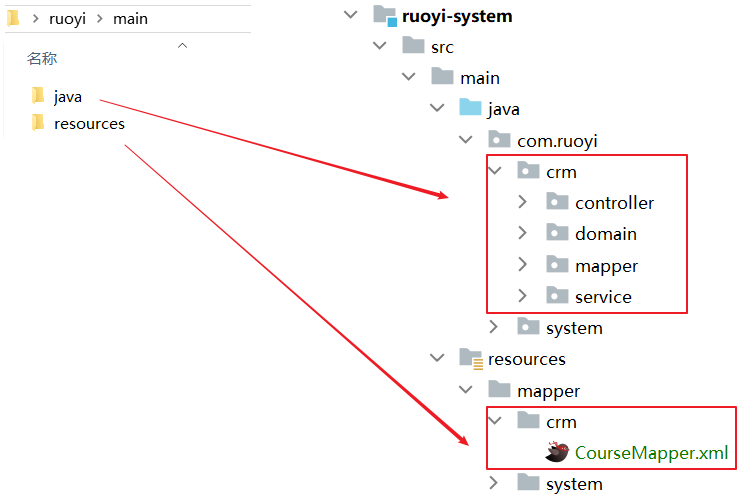 ruoyi > main
名称
java
resources
ruoyi-system
src
main
java
com.ruoyi
crm
controller
domain
mapper
service
system
resources
mapper
crm
CourseMapper.xml
system